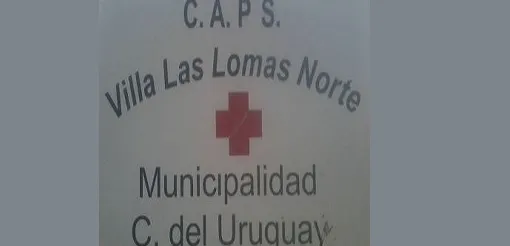 C. A. P S.
Villa Las Lomas Norte
Municipalidad
C. del Uruguay